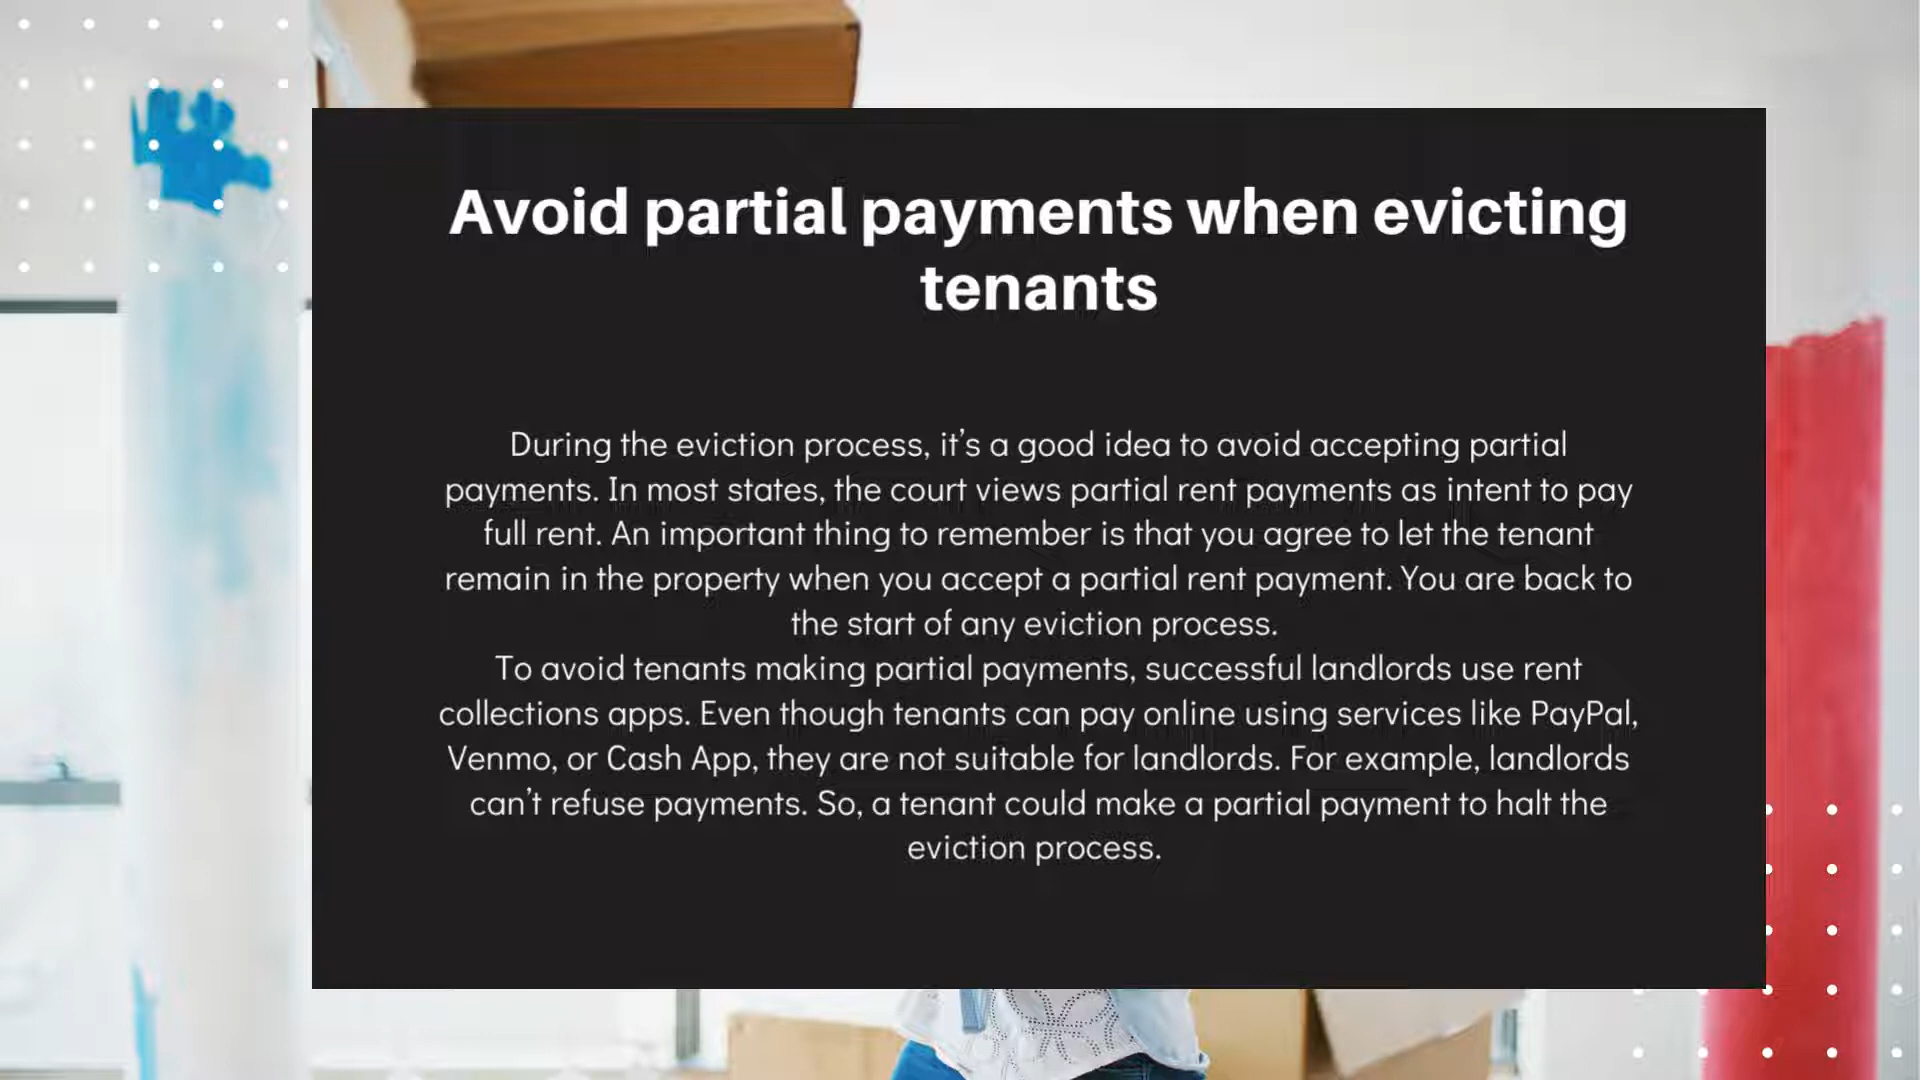 Avoid partial payments when evicting
tenants
During the eviction process, it’s a good idea to avoid accepting partial
payments. In most states, the court views partial rent payments as intent to pay
full rent. An important thing to remember is that you agree to let the tenant
remain in the property when you accept a partial rent payment. You are back to
the start of any eviction process.
To avoid tenants making partial payments, successful landlords use rent
collections apps. Even though tenants can pay online using services like PayPal,
Venmo, or Cash App, they are not suitable for landlords. For example, landlords
can’t refuse payments. So, a tenant could make a partial payment to halt the
eviction process.